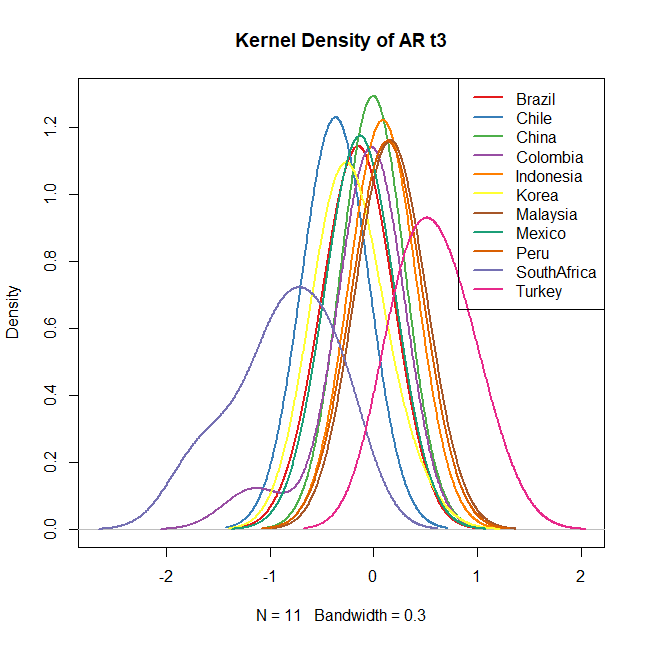 Kernel Density of AR t3
Brazil
Chile
China
Colombia
Indonesia
Korea
Malaysia
Mexico
Peru
SouthAfrica
Turkey
Density
1.2
1.0
0.8
0.6
0.4
0.2
0.0
-2 -1 0 1 2
N = 11 Bandwidth = 0.3